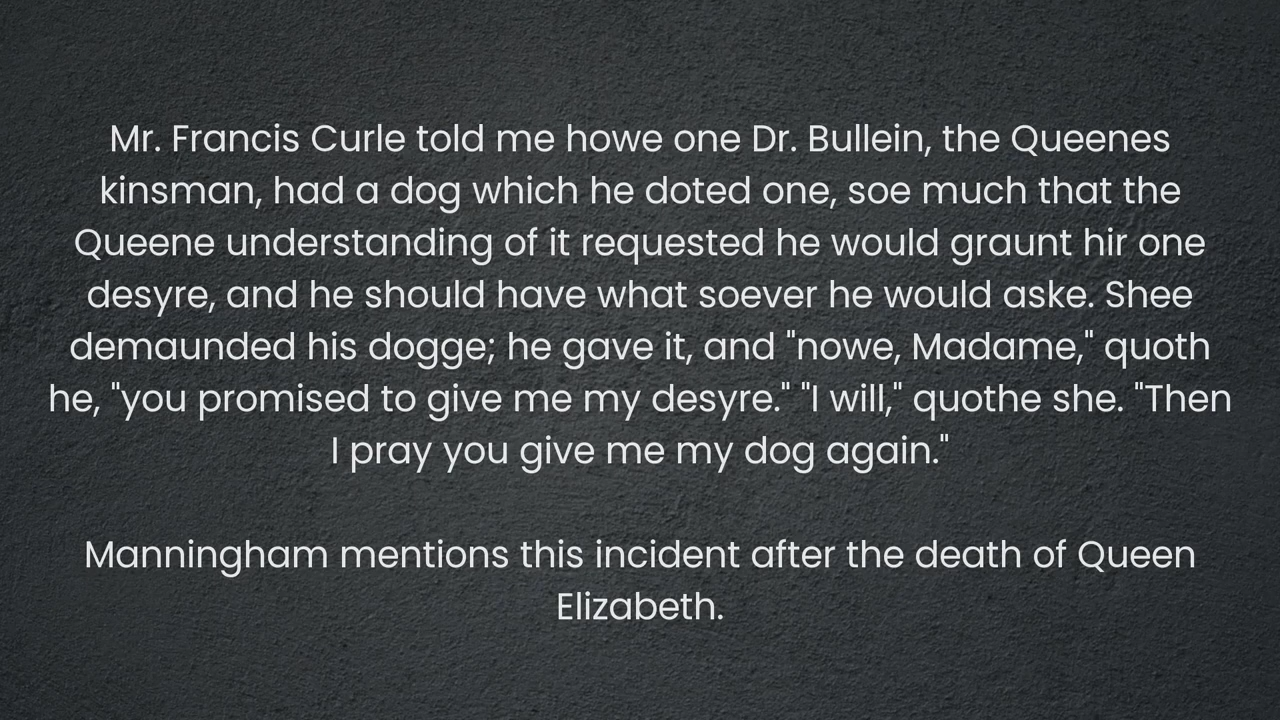 Mr. Francis Curle told me howe one Dr. Bullein, the Queenes
kinsman, had a dog which he doted one, soe much that the
Queene understanding of it requested he would graunt hir one
desyre, and he should have what soever he would aske. Shee
demaunded his dogge; he gave it, and "nowe, Madame," quoth
he, "you promised to give me my desyre." "I will," quothe she. "Then
I pray you give me my dog again."
Manningham mentions this incident after the death of Queen
Elizabeth.